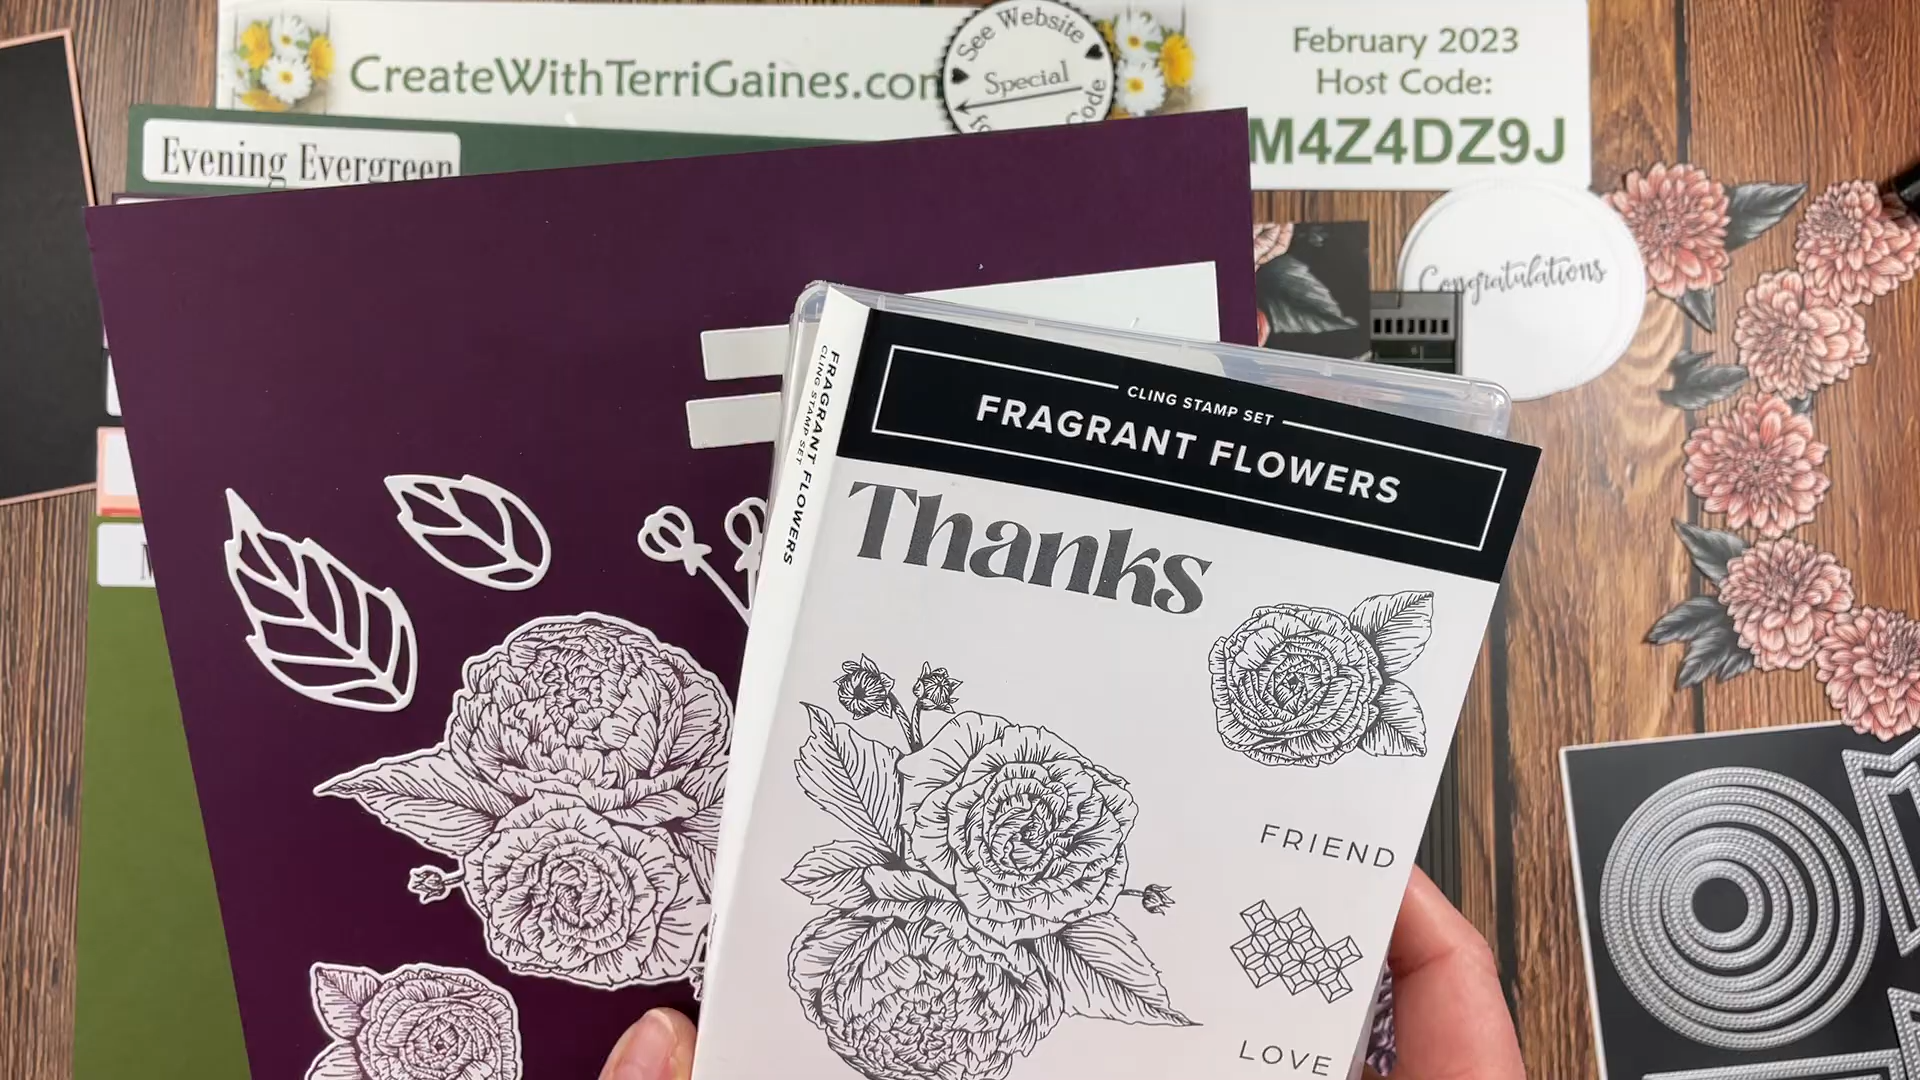 CreateWithTerriGaines.com
See Website
Special
Code
February 2023
Host Code:
M4Z4DZ9J
Evening Evergreen
Congratulations
CLING STAMP SET
FRAGRANT FLOWERS
FRAGRANT FLOWERS
CLING STAMP SET
Thanks
FRIEND
LOVE